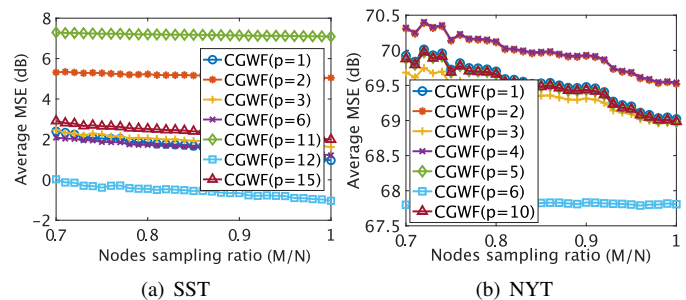 8
6
4
2
0
-2
0.7
0.8
0.9
1
Average MSE (dB)
Nodes sampling ratio (M/N)
CGWF(p=1)
CGWF(p=2)
CGWF(p=3)
CGWF(p=6)
CGWF(p=11)
CGWF(p=12)
CGWF(p=15)
(a) SST
70.5
70
69.5
69
68.5
68
67.5
0.7
0.8
0.9
1
Average MSE (dB)
Nodes sampling ratio (M/N)
CGWF(p=1)
CGWF(p=2)
CGWF(p=3)
CGWF(p=4)
CGWF(p=5)
CGWF(p=6)
CGWF(p=10)
(b) NYT